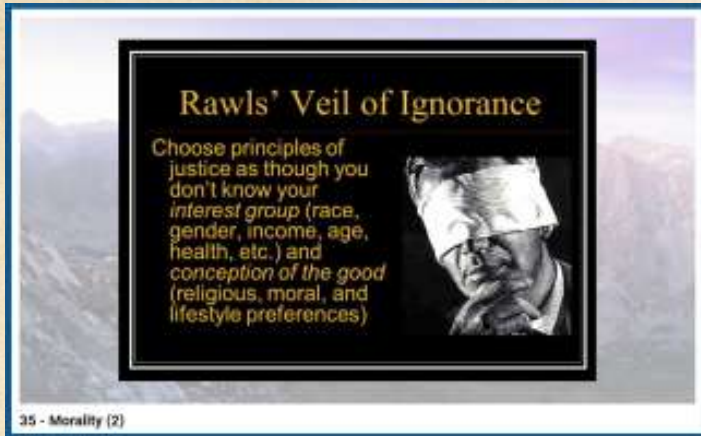 Rawls' Veil of Ignorance
Choose principles of
justice as though you
don't know your
interest group (race,
gender, income, age,
health, etc.) and
conception of the good
(religious, moral, and
lifestyle preferences)
35 - Morality (2)